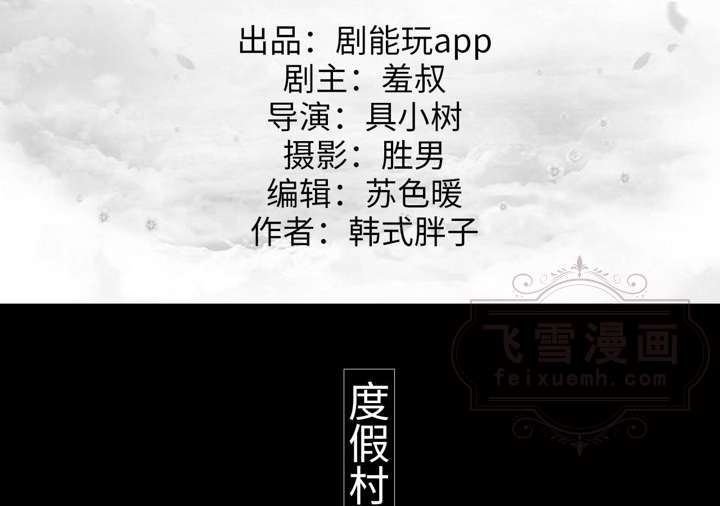 出品：剧能玩app
剧主：羞叔
导演：具小树
摄影：胜男
编辑：苏色暖
作者：韩式胖子
飞雪漫画
feixuemh.com
度假村